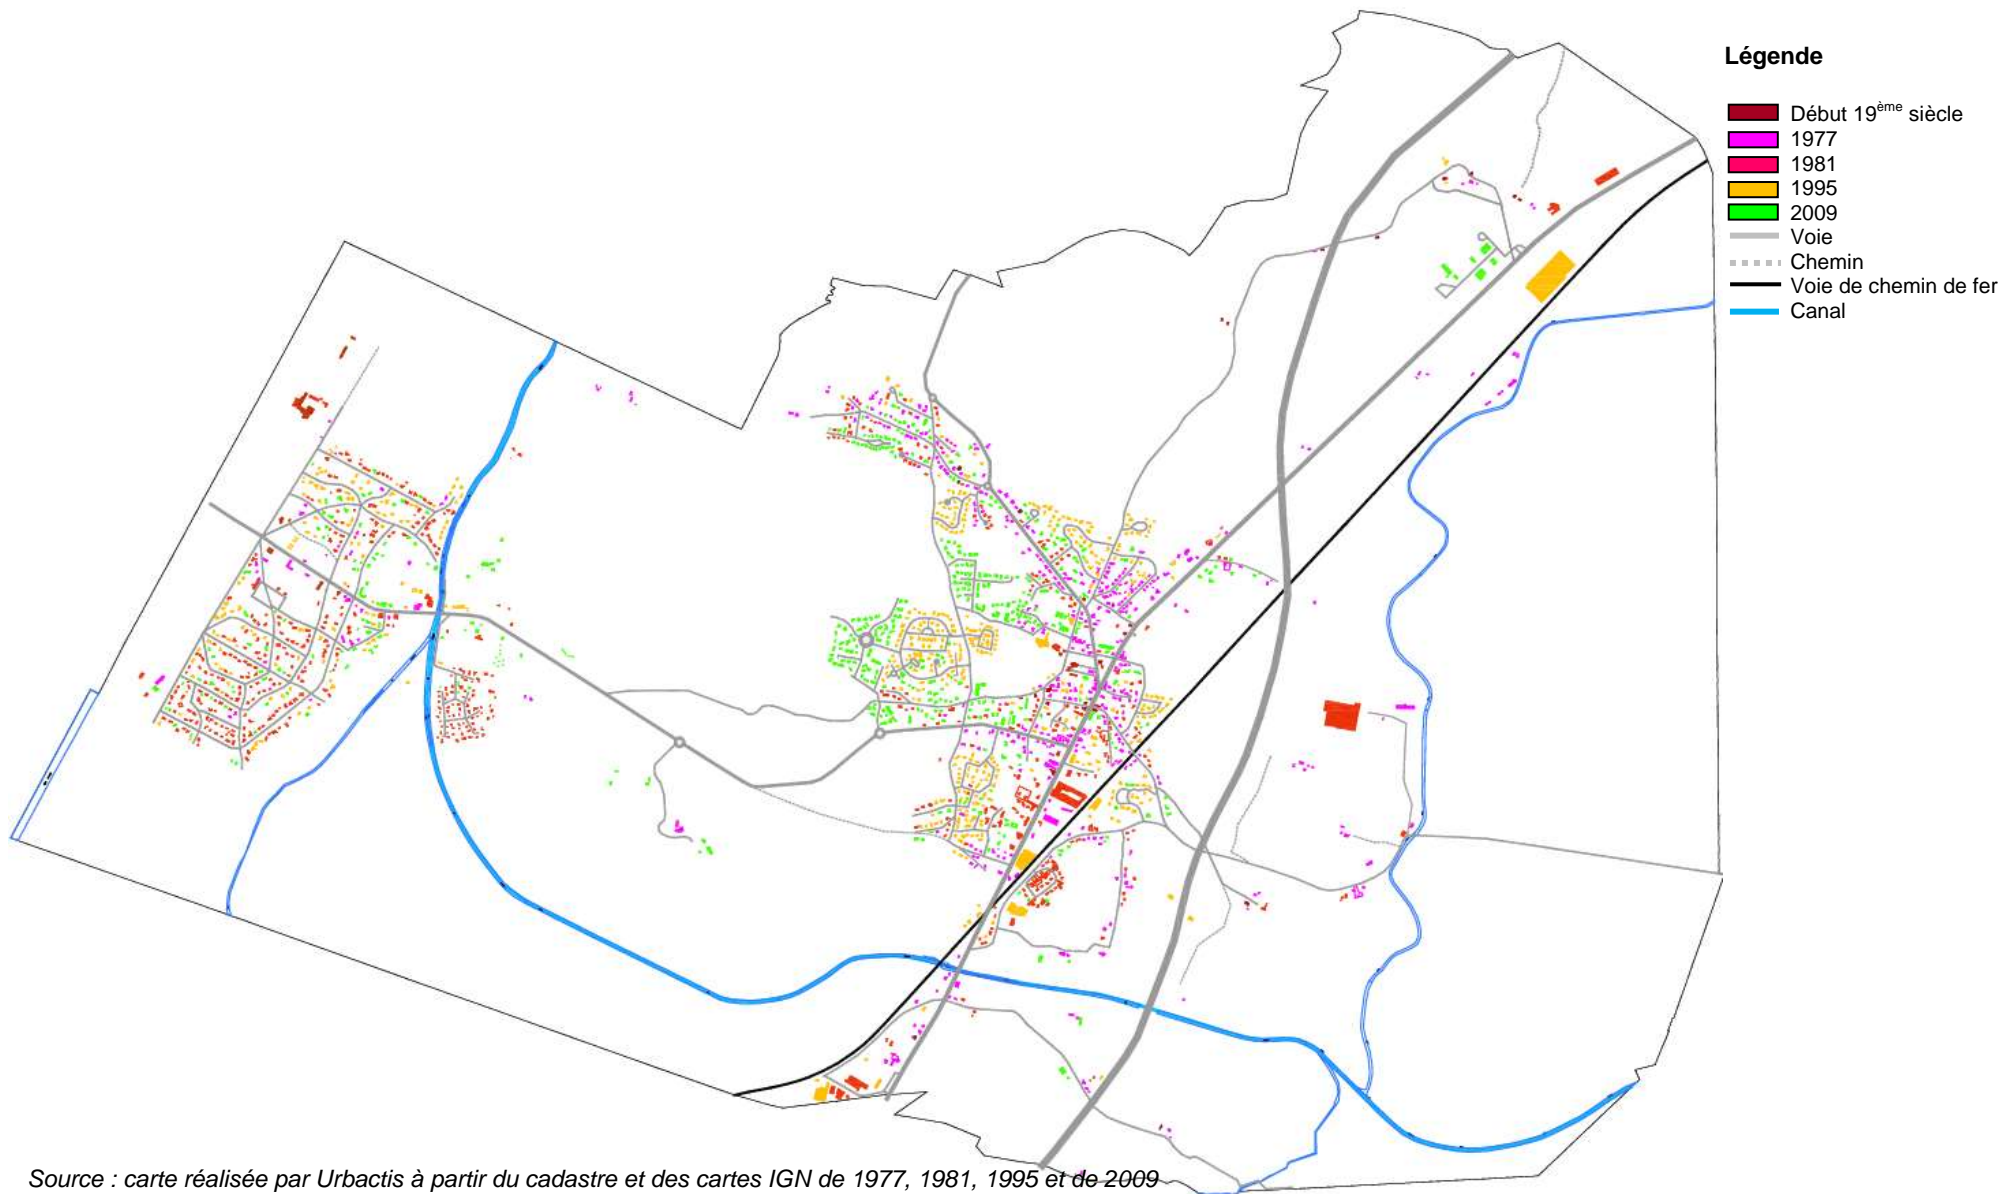 Légende
Début 19ème siècle
1977
1981
1995
2009
Voie
Chemin
Voie de chemin de fer
Canal
Source : carte réalisée par Urbactis à partir du cadastre et des cartes IGN de 1977, 1981, 1995 et de 2009